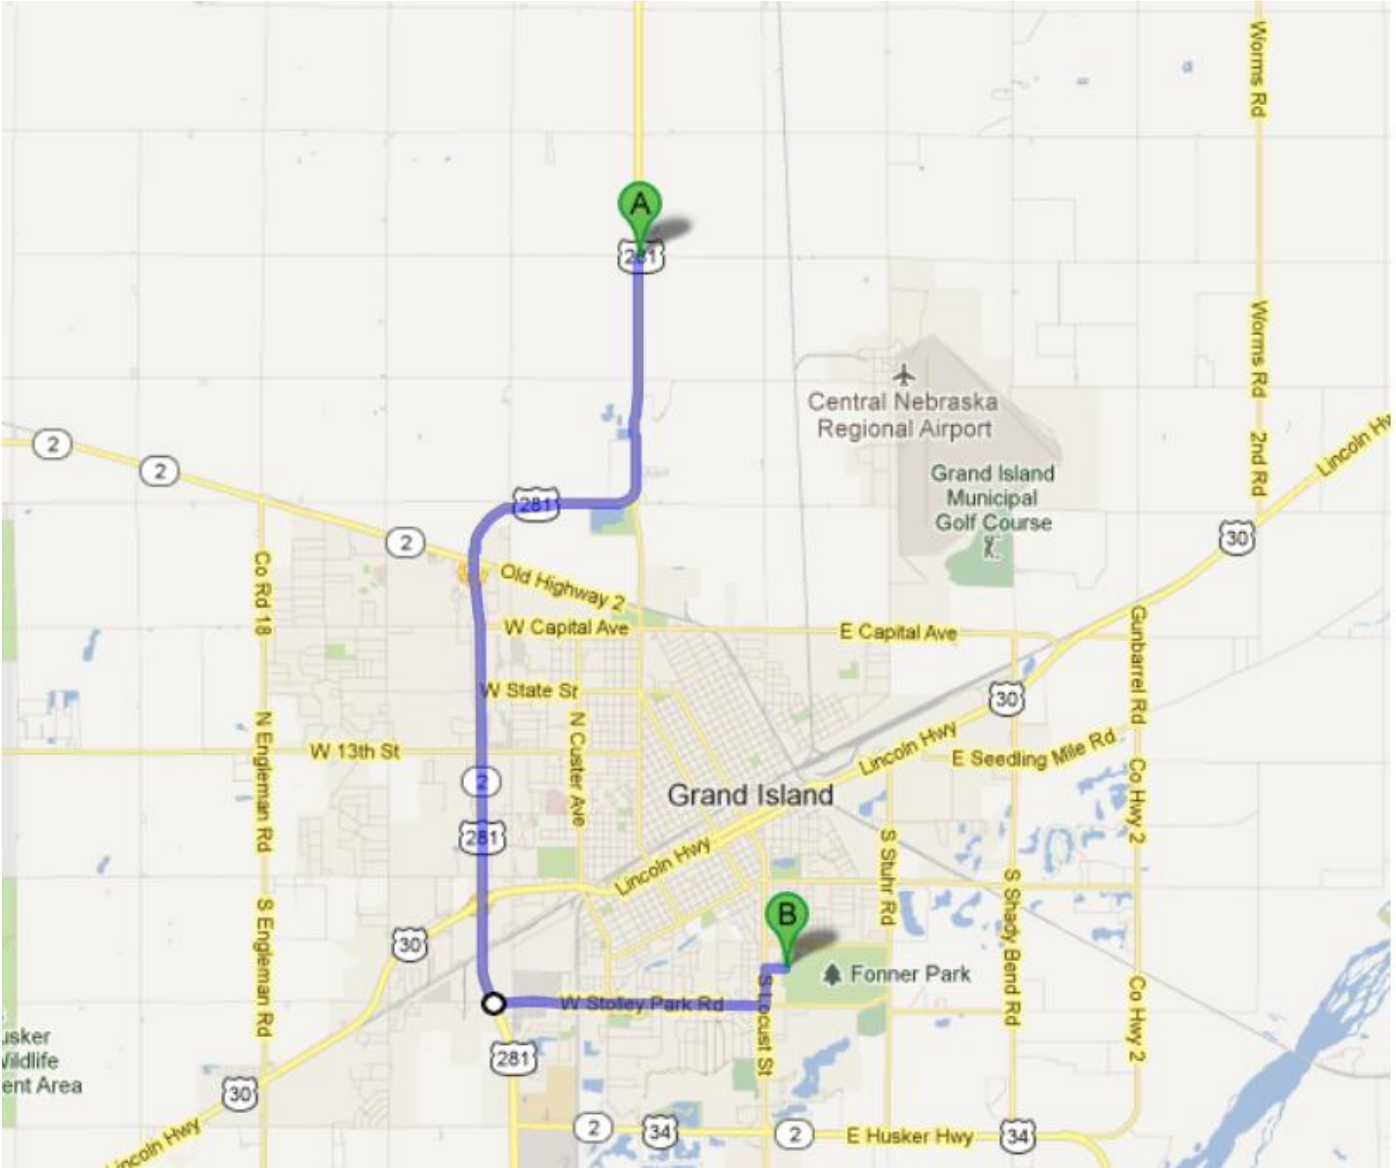 Worms Rd
A
281
Worms Rd
Central Nebraska
Regional Airport
2
2
Lincoln Hwy
2nd Rd
Grand Island
Municipal
Golf Course
281
30
2
Co Rd 18
Old Highway 2
W Capital Ave
E Capital Ave
Gunbarrel Rd
W State St
30
N Engleman Rd
W 13th St
N Custer Ave
Lincoln Hwy
E Seedling Mile Rd
2
Grand Island
Co Hwy 2
281
Lincoln Hwy
S Stuhr Rd
S Engleman Rd
30
B
S Shady Bend Rd
Fonner Park
W Stolley Park Rd
S Locust St
Co Hwy 2
usker
Wildlife
ent Area
281
30
Lincoln Hwy
2
34
2
E Husker Hwy
34